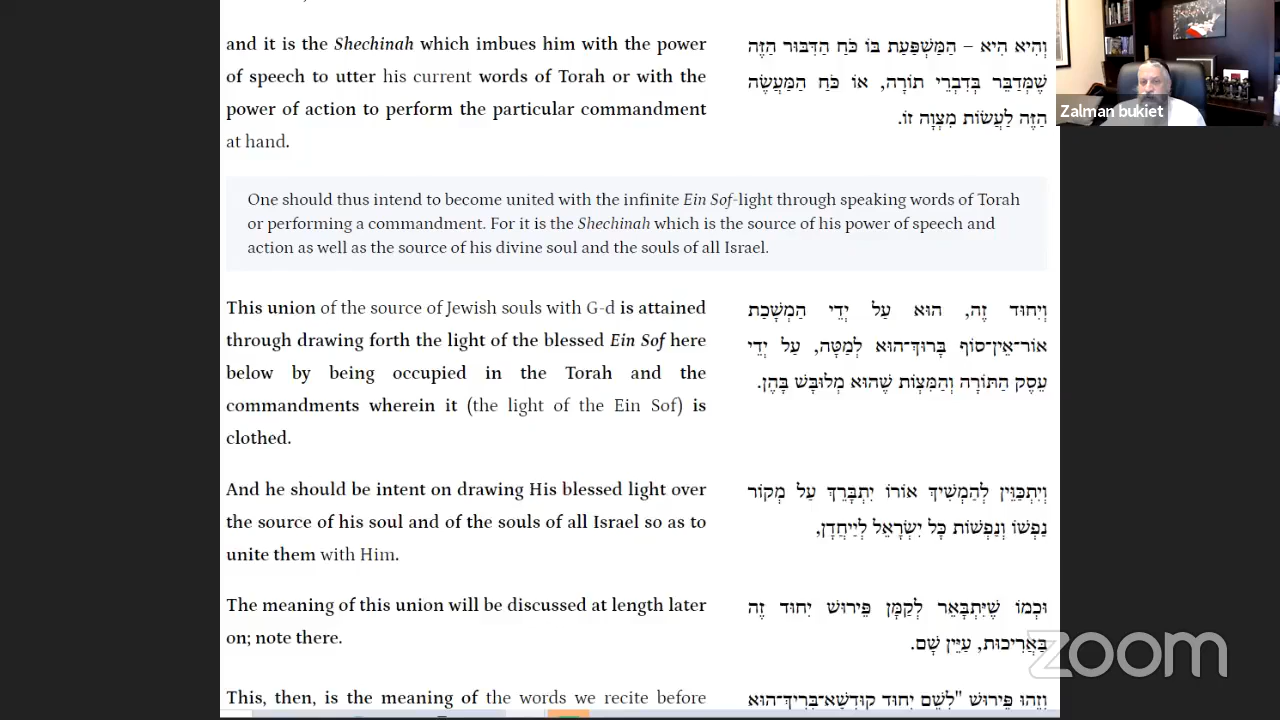 and it is the Shechinah which imbues him with the power
of speech to utter his current words of Torah or with the
power of action to perform the particular commandment
at hand.
וְהִיא הִיא – הַמַּשְׁפַּעַת בּוֹ כֹּחַ הַדִּבּוּר הַזֶּה
שֶׁמְּדַבֵּר בְּדִבְרֵי תוֹרָה, אוֹ כֹּחַ הַמַּעֲשֶׂה
הַזֶּה לַעֲשׂוֹת מִצְוָה זוֹ.
Zalman bukiet
One should thus intend to become united with the infinite Ein Sof-light through speaking words of Torah
or performing a commandment. For it is the Shechinah which is the source of his power of speech and
action as well as the source of his divine soul and the souls of all Israel.
This union of the source of Jewish souls with G-d is attained
through drawing forth the light of the blessed Ein Sof here
below by being occupied in the Torah and the
commandments wherein it (the light of the Ein Sof) is
clothed.
וְיִחוּד זֶה, הוּא עַל יְדֵי הַמְשָׁכַת
אוֹר־אֵין־סוֹף בָּרוּךְ־הוּא לְמַטָּה, עַל יְדֵי
עֵסֶק הַתּוֹרָה וְהַמִּצְוֹת שֶׁהוּא מְלוּבָּשׁ בָּהֶן.
And he should be intent on drawing His blessed light over
the source of his soul and of the souls of all Israel so as to
unite them with Him.
וְיִתְכַּוֵּין לְהַמְשִׁיךְ אוֹרוֹ יִתְבָּרֵךְ עַל מְקוֹר
נַפְשׁוֹ וְנַפְשׁוֹת כָּל יִשְׂרָאֵל לְיַיחֲדָן,
The meaning of this union will be discussed at length later
on; note there.
וּכְמוֹ שֶׁיִּתְבָּאֵר לְקַמָּן פֵּירוּשׁ יִחוּד זֶה
בַּאֲרִיכוּת, עַיֵּין שָׁם.
zoom
This, then, is the meaning of the words we recite before
וְזֶהוּ פֵּירוּשׁ "לְשֵׁם יִחוּד קוּדְשָׁא־בְּרִיךְ־הוּא